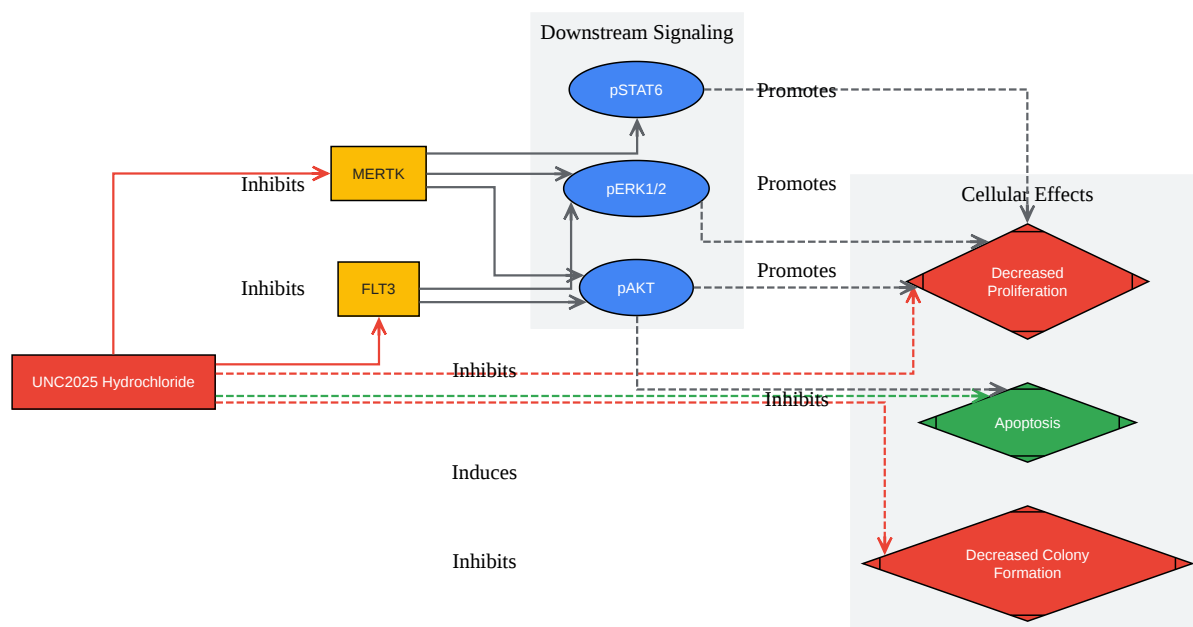 Downstream Signaling
pSTAT6
Promotes
MERTK
Inhibits
pERK1/2
Promotes
Cellular Effects
Promotes
Decreased
Proliferation
FLT3
Inhibits
pAKT
UNC2025 Hydrochloride
Inhibits
Inhibits
Apoptosis
Induces
Inhibits
Decreased Colony
Formation